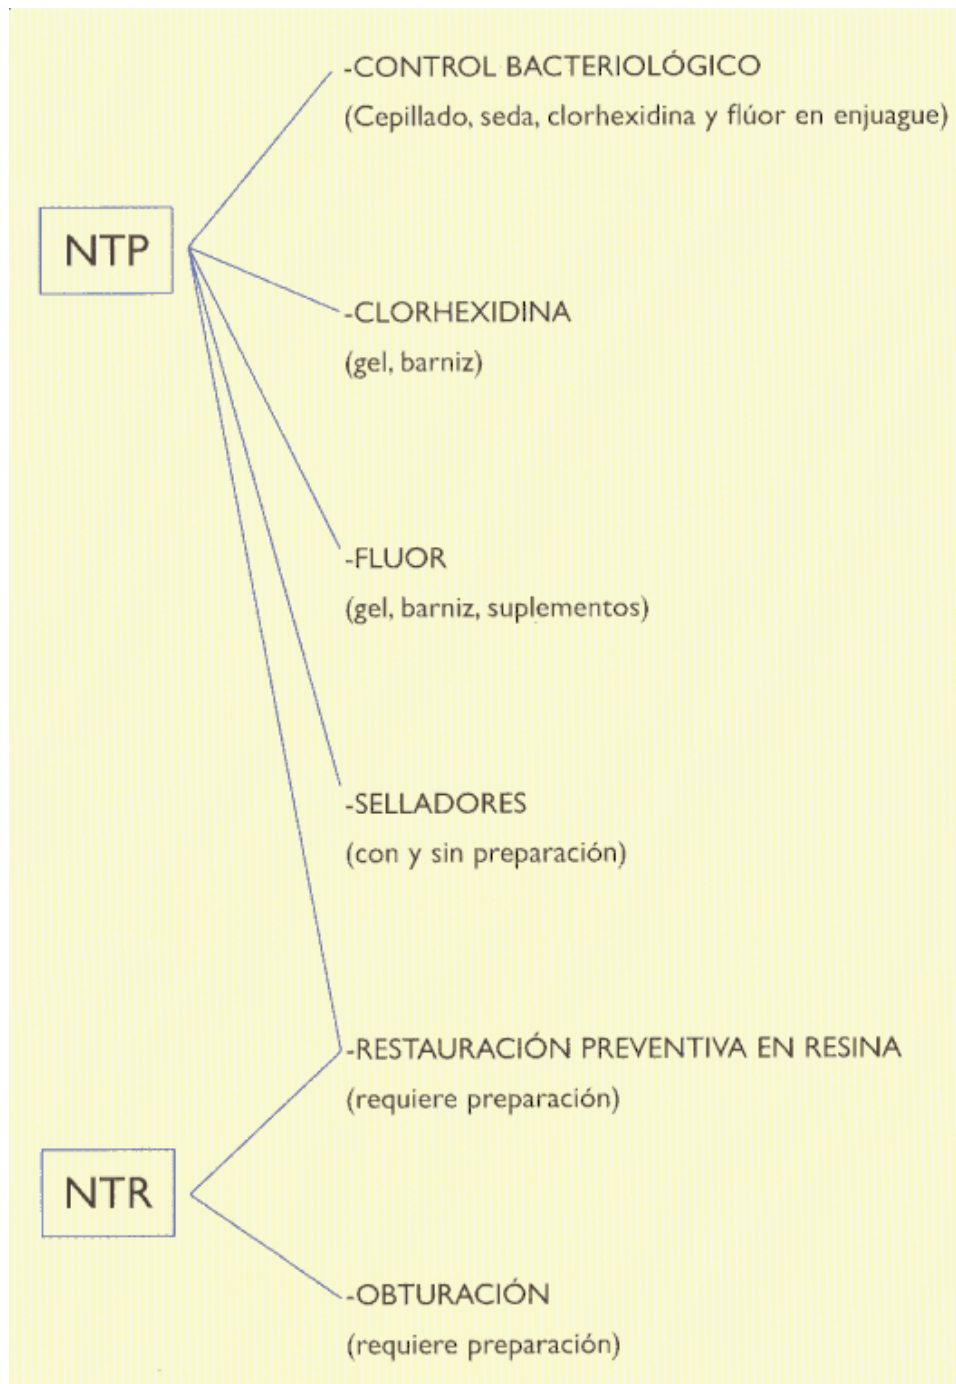 -CONTROL BACTERIOLÓGICO
(Cepillado, seda, clorhexidina y flúor en enjuague)
NTP
-CLORHEXIDINA
(gel, barniz)
-FLUOR
(gel, barniz, suplementos)
-SELLADORES
(con y sin preparación)
-RESTAURACIÓN PREVENTIVA EN RESINA
(requiere preparación)
NTR
-OBTURACIÓN
(requiere preparación)